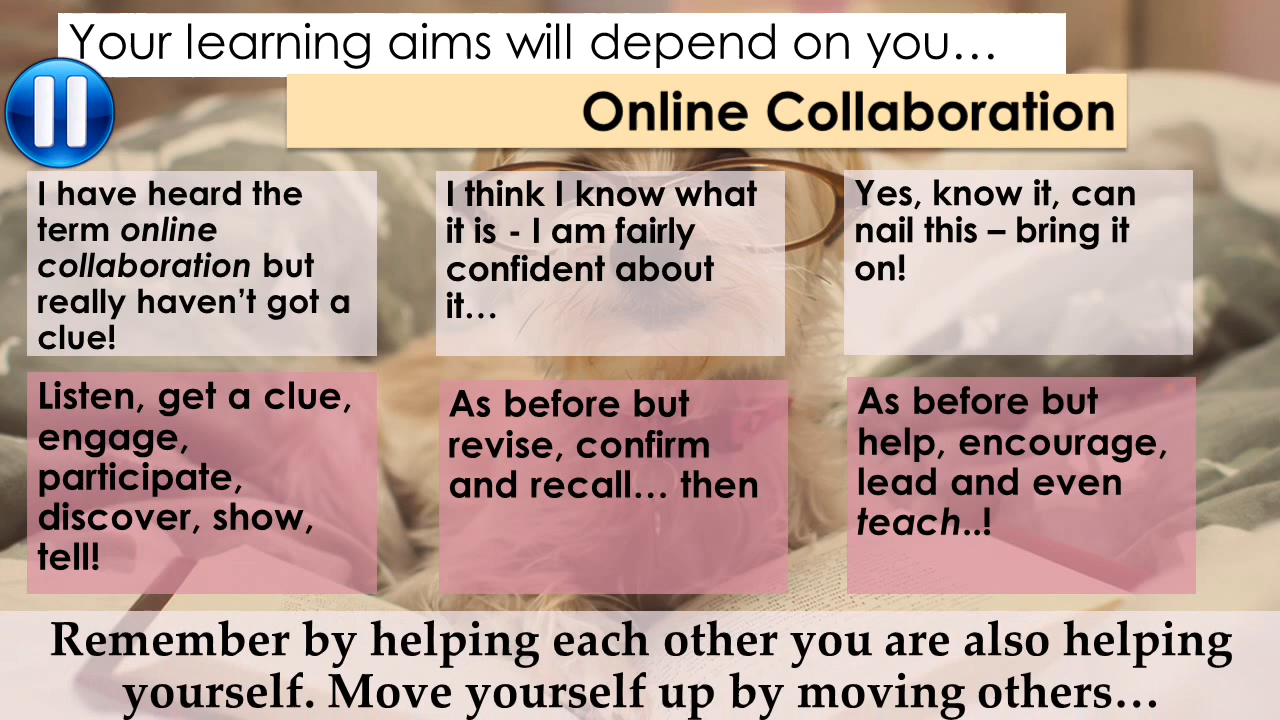 Your learning aims will depend on you…
Online Collaboration
I have heard the
term online
collaboration but
really haven’t got a
clue!
I think I know what
it is - I am fairly
confident about
it…
Yes, know it, can
nail this – bring it
on!
Listen, get a clue,
engage,
participate,
discover, show,
tell!
As before but
revise, confirm
and recall… then
As before but
help, encourage,
lead and even
teach..!
Remember by helping each other you are also helping
yourself. Move yourself up by moving others…